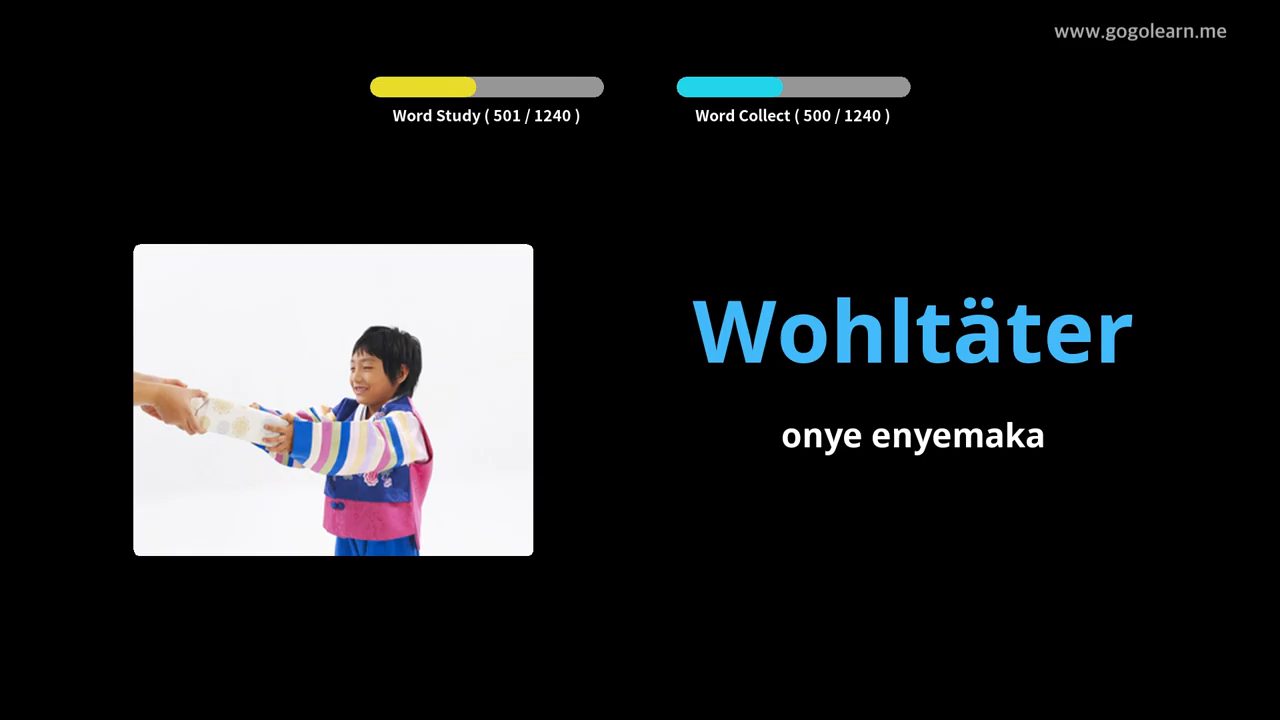 www.gogolearn.me
Word Study ( 501 / 1240 )
Word Collect ( 500 / 1240 )
Wohltäter
onye enyemaka